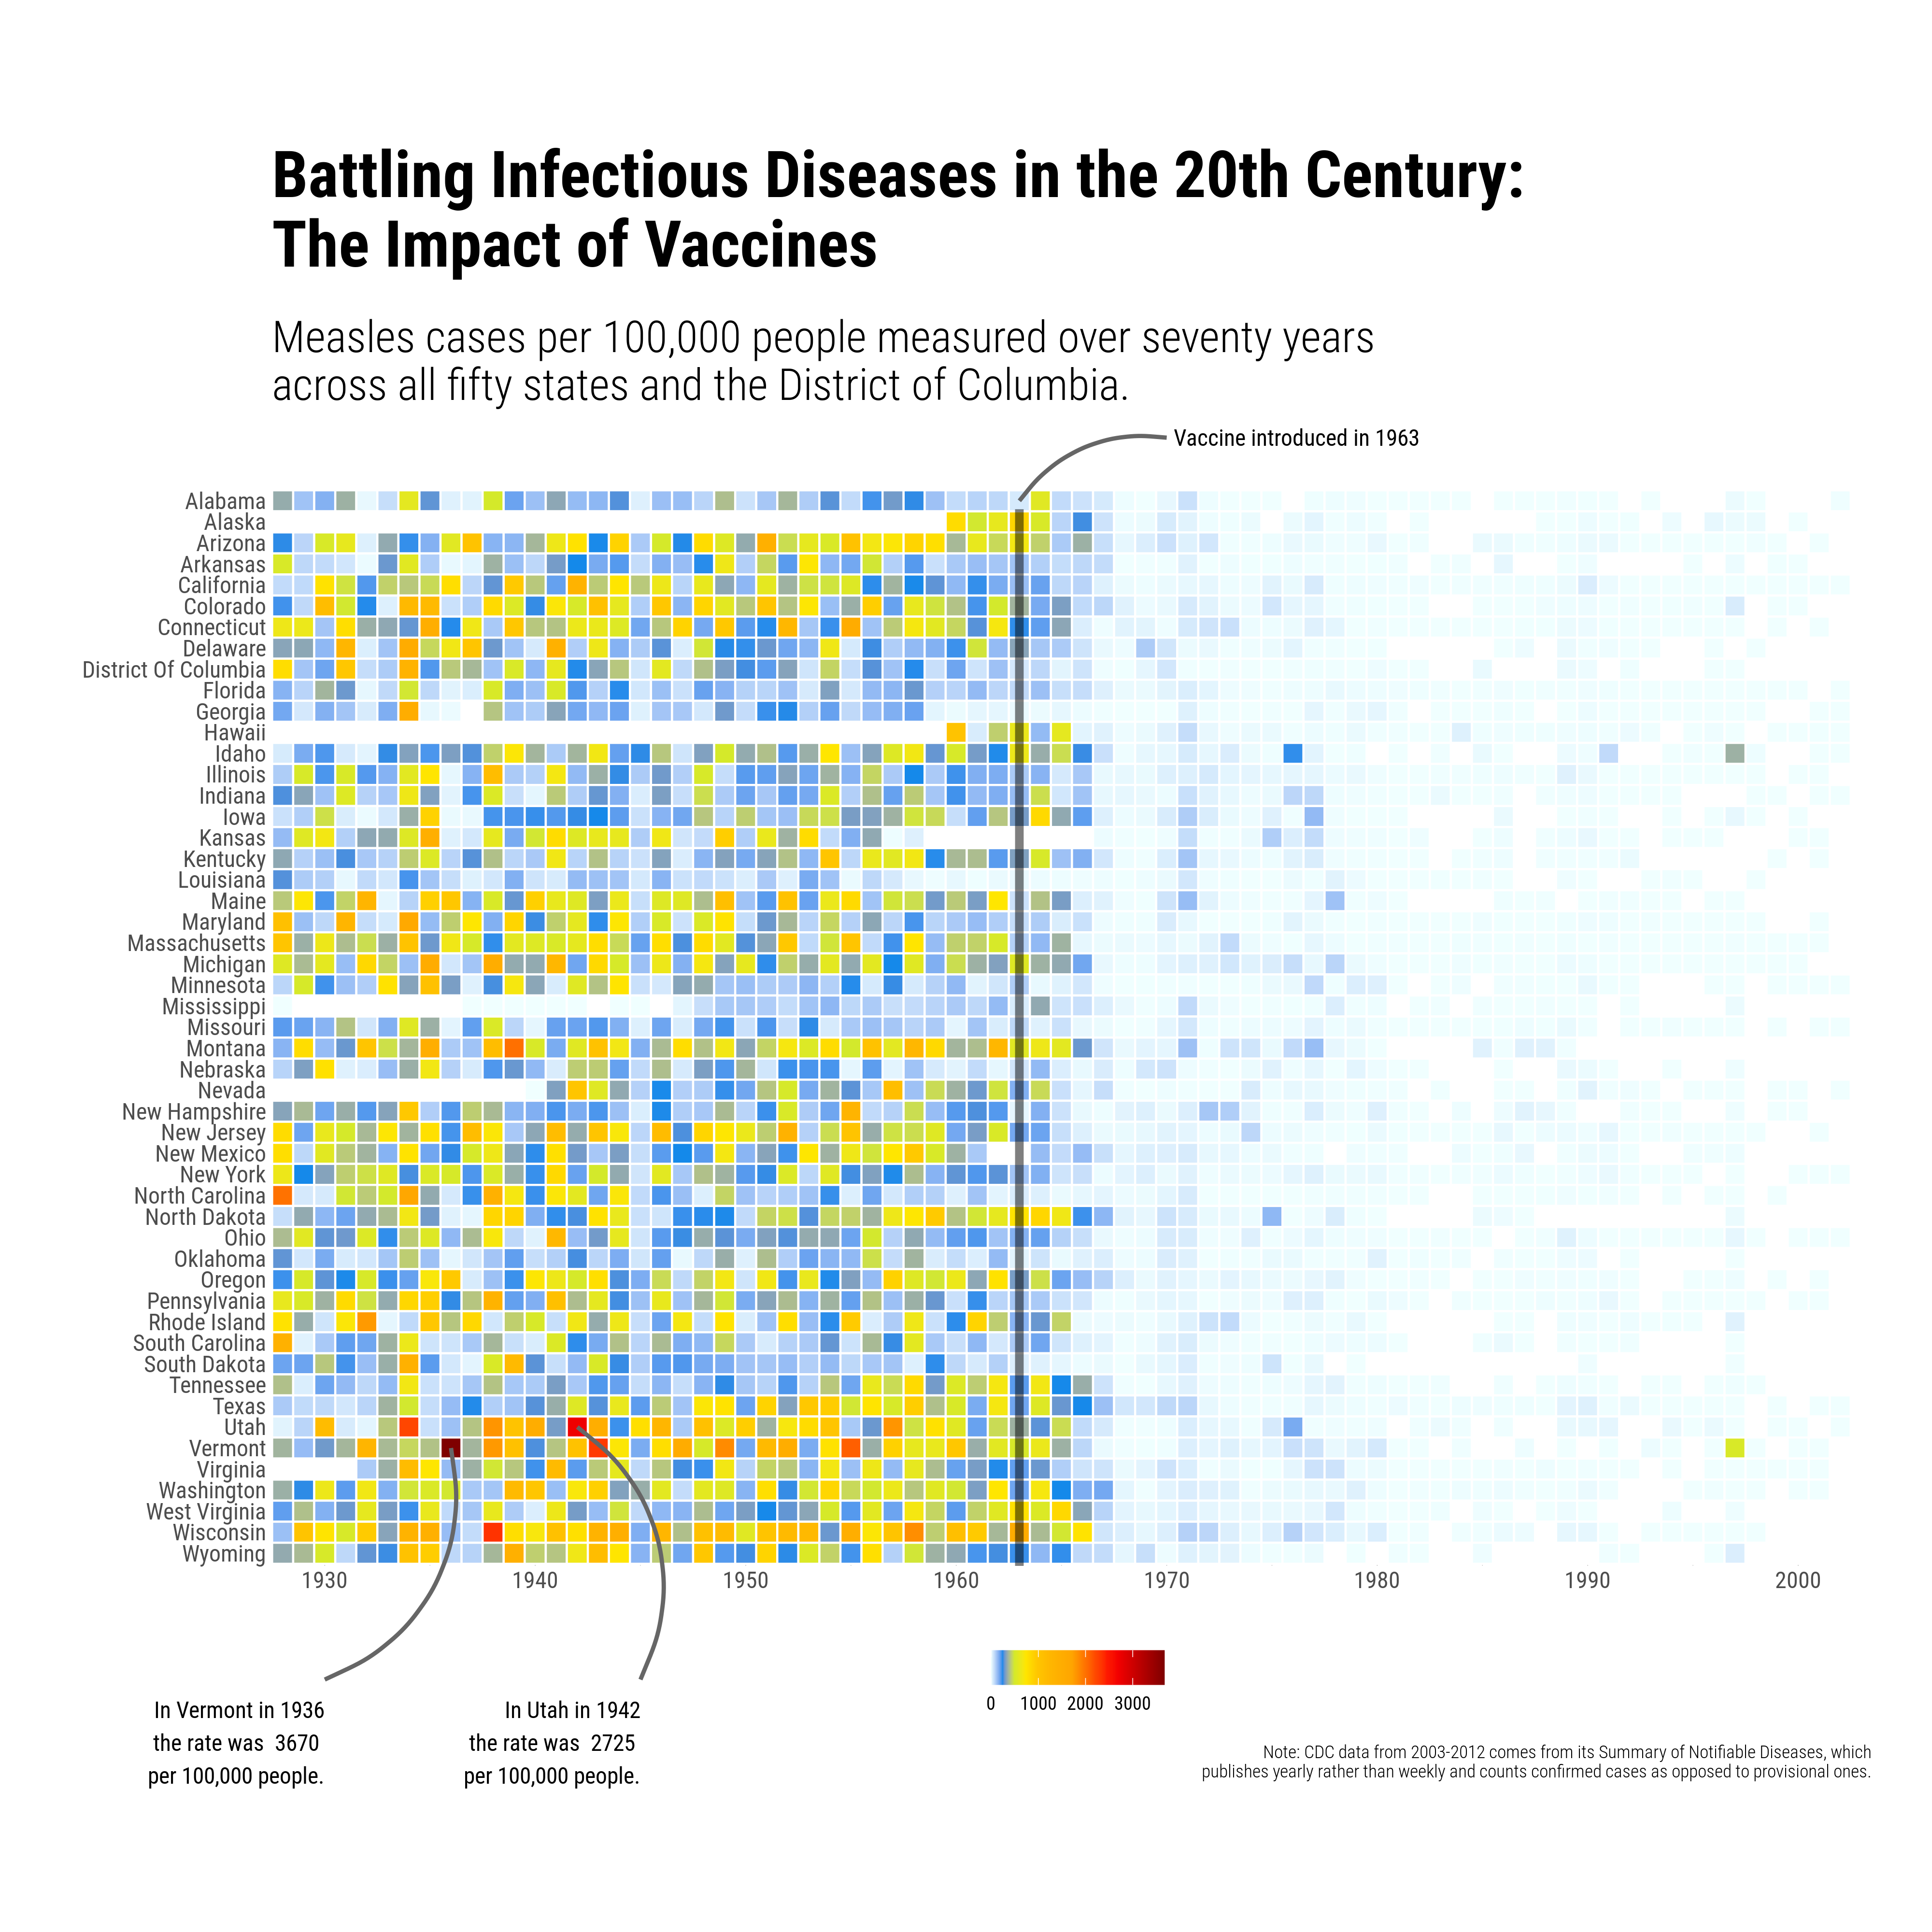 Battling Infectious Diseases in the 20th Century:
The Impact of Vaccines
Measles cases per 100,000 people measured over seventy years
across all fifty states and the District of Columbia.
Vaccine introduced in 1963
Alabama
Alaska
Arizona
Arkansas
California
Colorado
Connecticut
Delaware
District Of Columbia
Florida
Georgia
Hawaii
Idaho
Illinois
Indiana
Iowa
Kansas
Kentucky
Louisiana
Maine
Maryland
Massachusetts
Michigan
Minnesota
Mississippi
Missouri
Montana
Nebraska
Nevada
New Hampshire
New Jersey
New Mexico
New York
North Carolina
North Dakota
Ohio
Oklahoma
Oregon
Pennsylvania
Rhode Island
South Carolina
South Dakota
Tennessee
Texas
Utah
Vermont
Virginia
Washington
West Virginia
Wisconsin
Wyoming
1930 1940 1950 1960 1970 1980 1990 2000
0 1000 2000 3000
In Vermont in 1936
the rate was 3670
per 100,000 people.
In Utah in 1942
the rate was 2725
per 100,000 people.
Note: CDC data from 2003-2012 comes from its Summary of Notifiable Diseases, which
publishes yearly rather than weekly and counts confirmed cases as opposed to provisional ones.